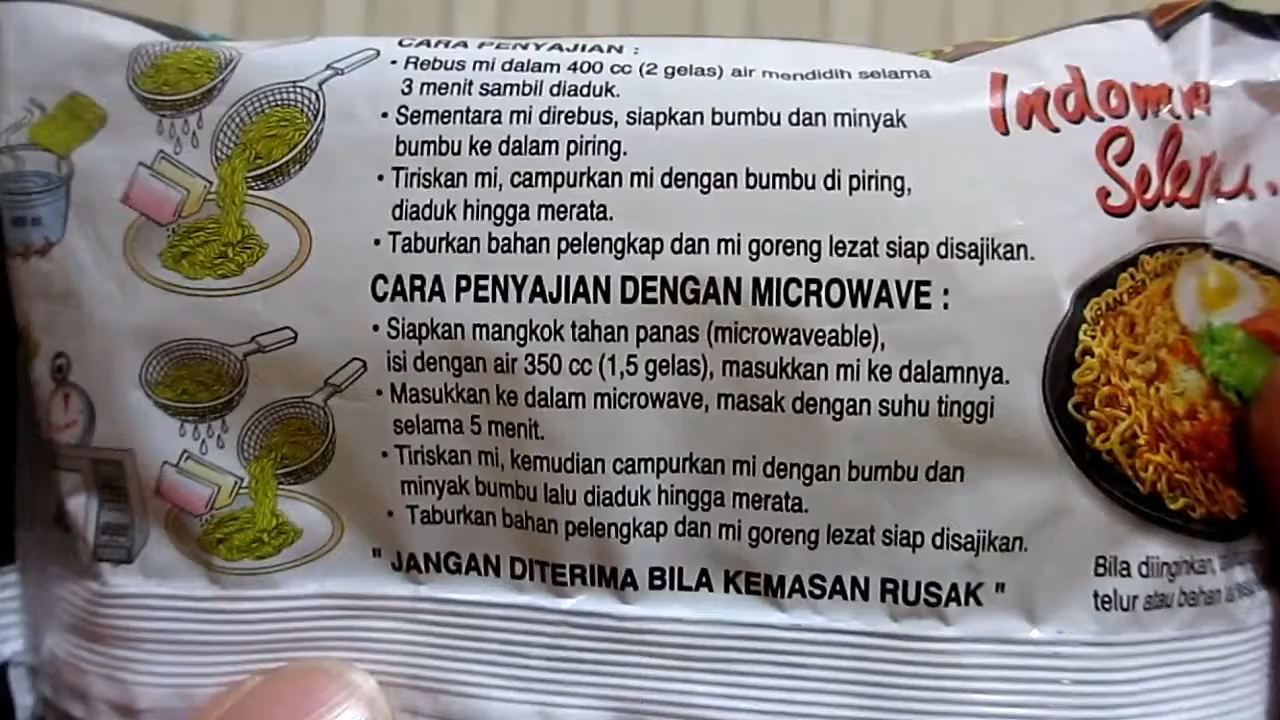 CARA PENYAJIAN :
• Rebus mi dalam 400 cc (2 gelas) air mendidih selama
3 menit sambil diaduk.
• Sementara mi direbus, siapkan bumbu dan minyak
bumbu ke dalam piring.
• Tiriskan mi, campurkan mi dengan bumbu di piring,
diaduk hingga merata.
• Taburkan bahan pelengkap dan mi goreng lezat siap disajikan.
CARA PENYAJIAN DENGAN MICROWAVE :
• Siapkan mangkok tahan panas (microwaveable),
isi dengan air 350 cc (1,5 gelas), masukkan mi ke dalamnya.
• Masukkan ke dalam microwave, masak dengan suhu tinggi
selama 5 menit.
• Tiriskan mi, kemudian campurkan mi dengan bumbu dan
minyak bumbu lalu diaduk hingga merata.
• Taburkan bahan pelengkap dan mi goreng lezat siap disajikan.
" JANGAN DITERIMA BILA KEMASAN RUSAK "
Bila diinginkan,
telur atau bahan